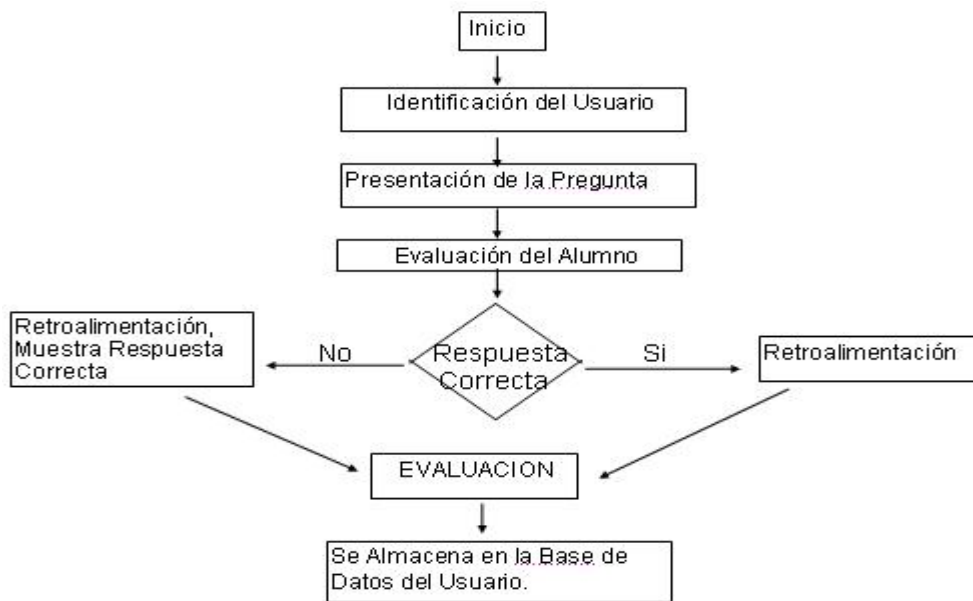 Inicio
Identificación del Usuario
Presentación de la Pregunta
Evaluación del Alumno
Retroalimentación,
Muestra Respuesta
Correcta
No
Respuesta
Correcta
Si
Retroalimentación
EVALUACION
Se Almacena en la Base de
Datos del Usuario.